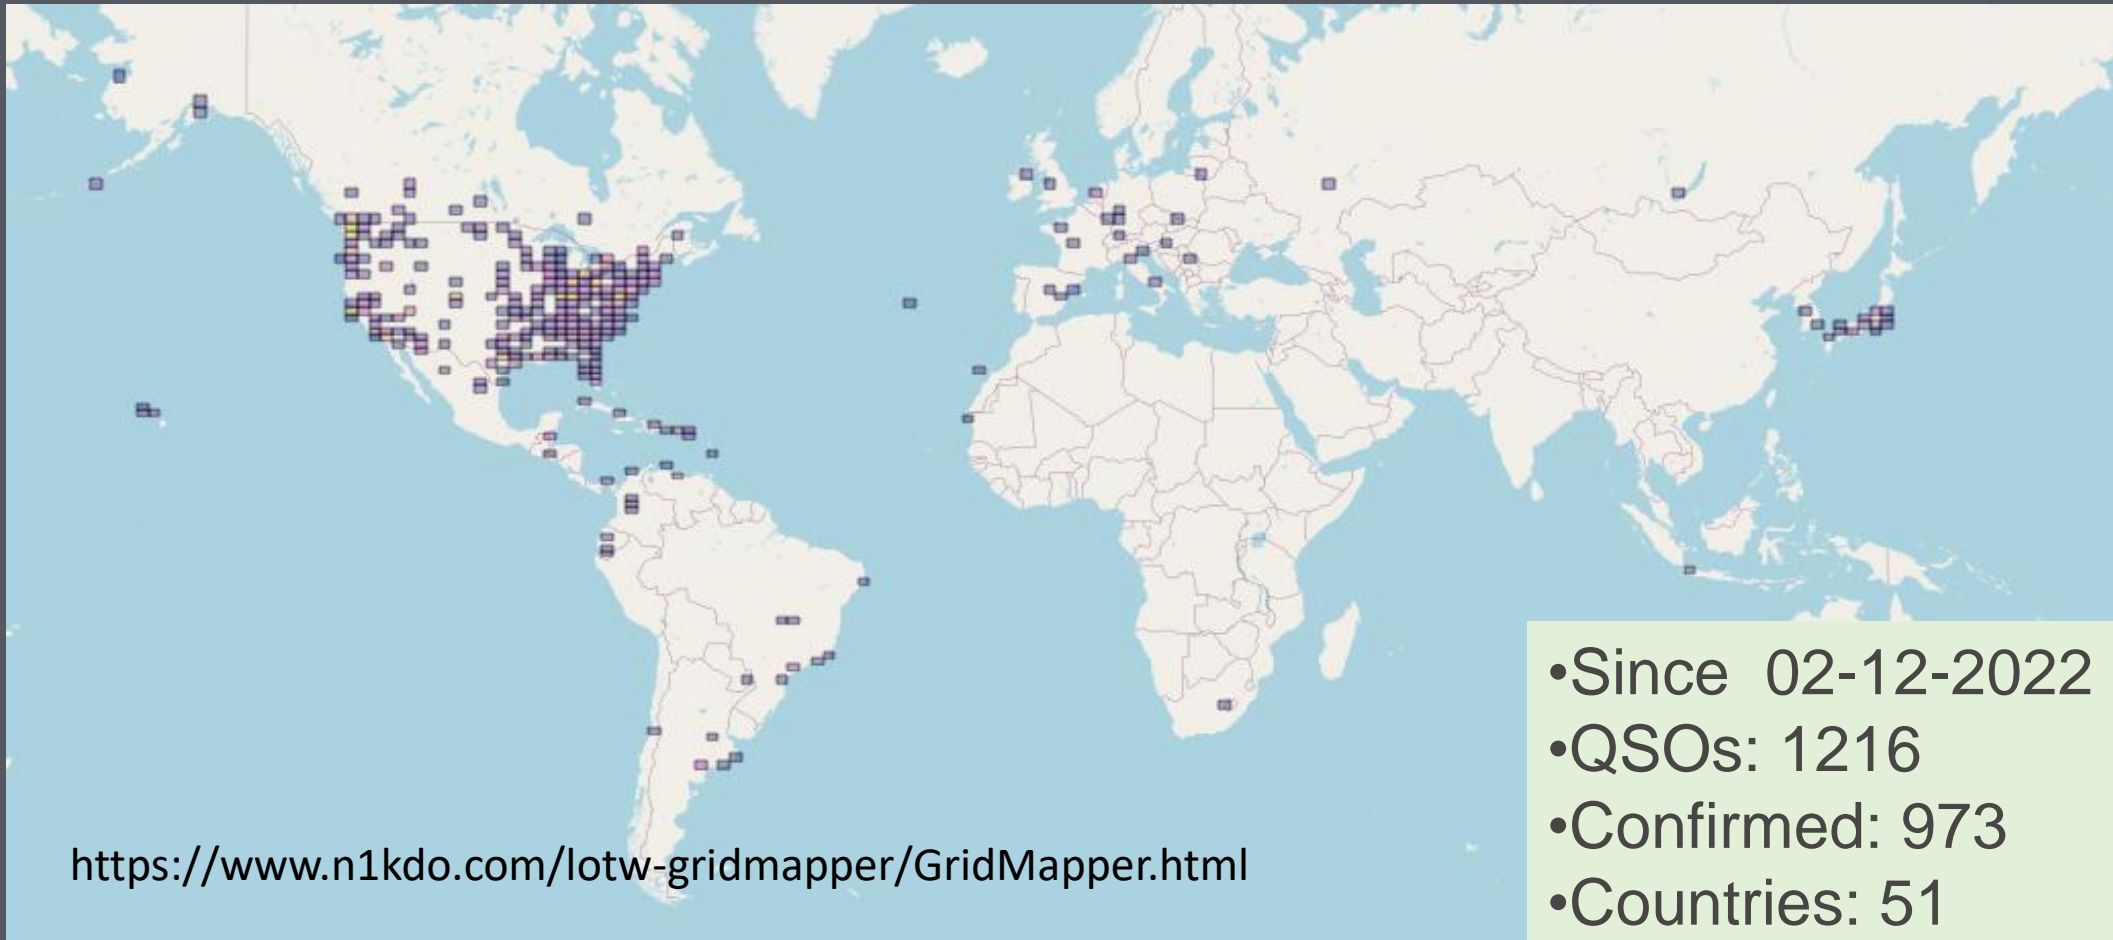 •Since 02-12-2022
•QSOs: 1216
•Confirmed: 973
•Countries: 51
https://www.n1kdo.com/lotw-gridmapper/GridMapper.html